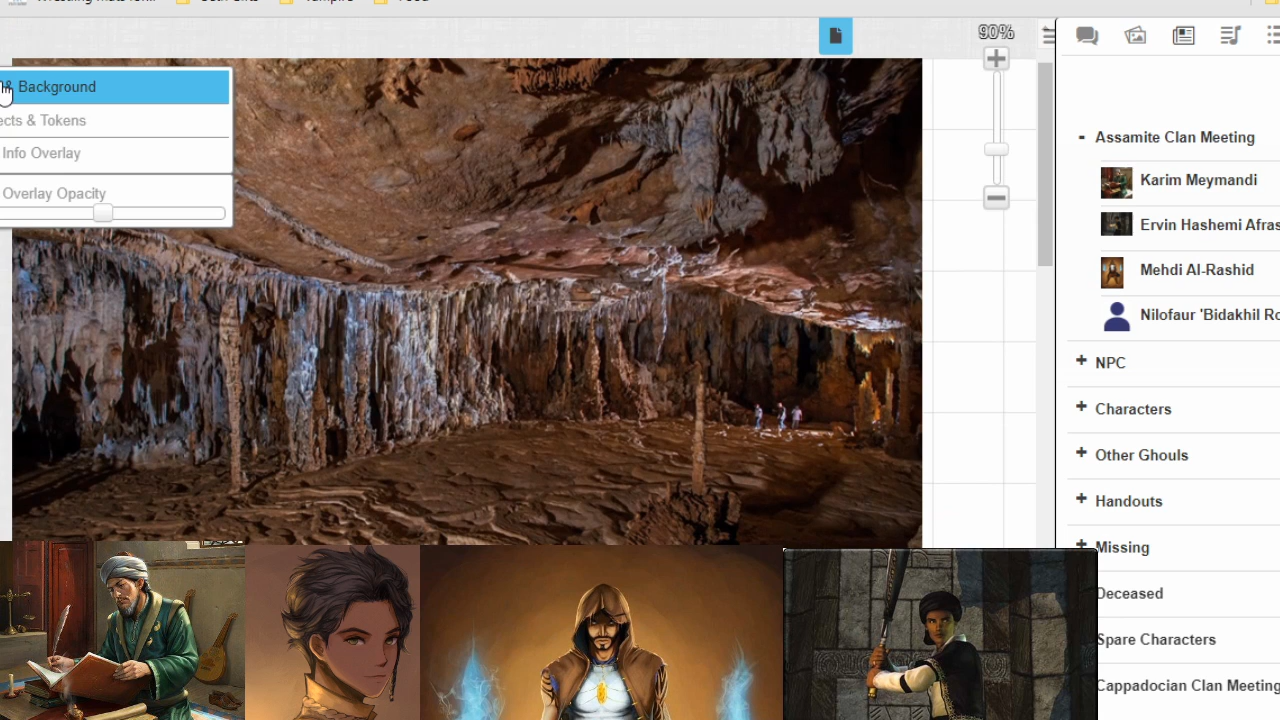 90%
Background
ects & Tokens
Info Overlay
Overlay Opacity
- Assamite Clan Meeting
Karim Meymandi
Ervin Hashemi Afras
Mehdi Al-Rashid
Nilofaur 'Bidakhil Ro
+ NPC
+ Characters
+ Other Ghouls
+ Handouts
+ Missing
Deceased
Spare Characters
Cappadocian Clan Meeting